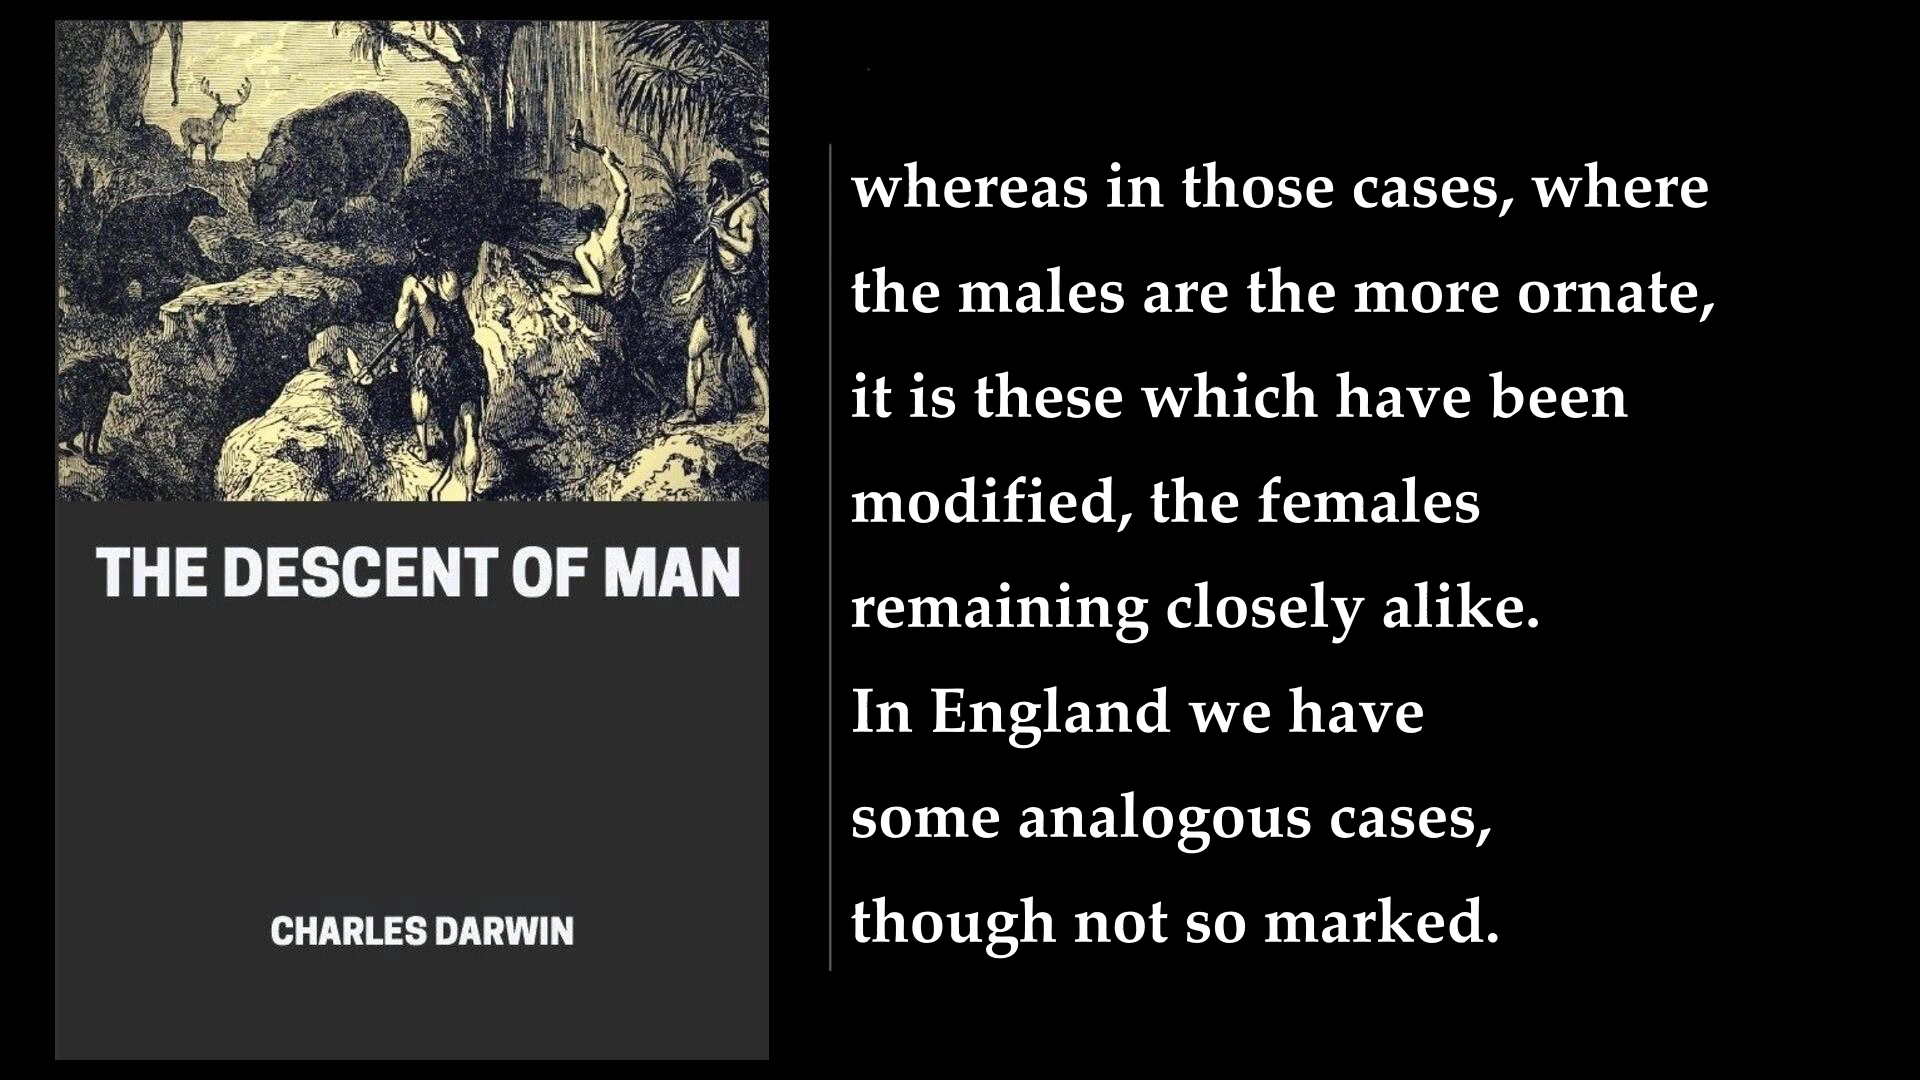 THE DESCENT OF MAN
CHARLES DARWIN
whereas in those cases, where
the males are the more ornate,
it is these which have been
modified, the females
remaining closely alike.
In England we have
some analogous cases,
though not so marked.